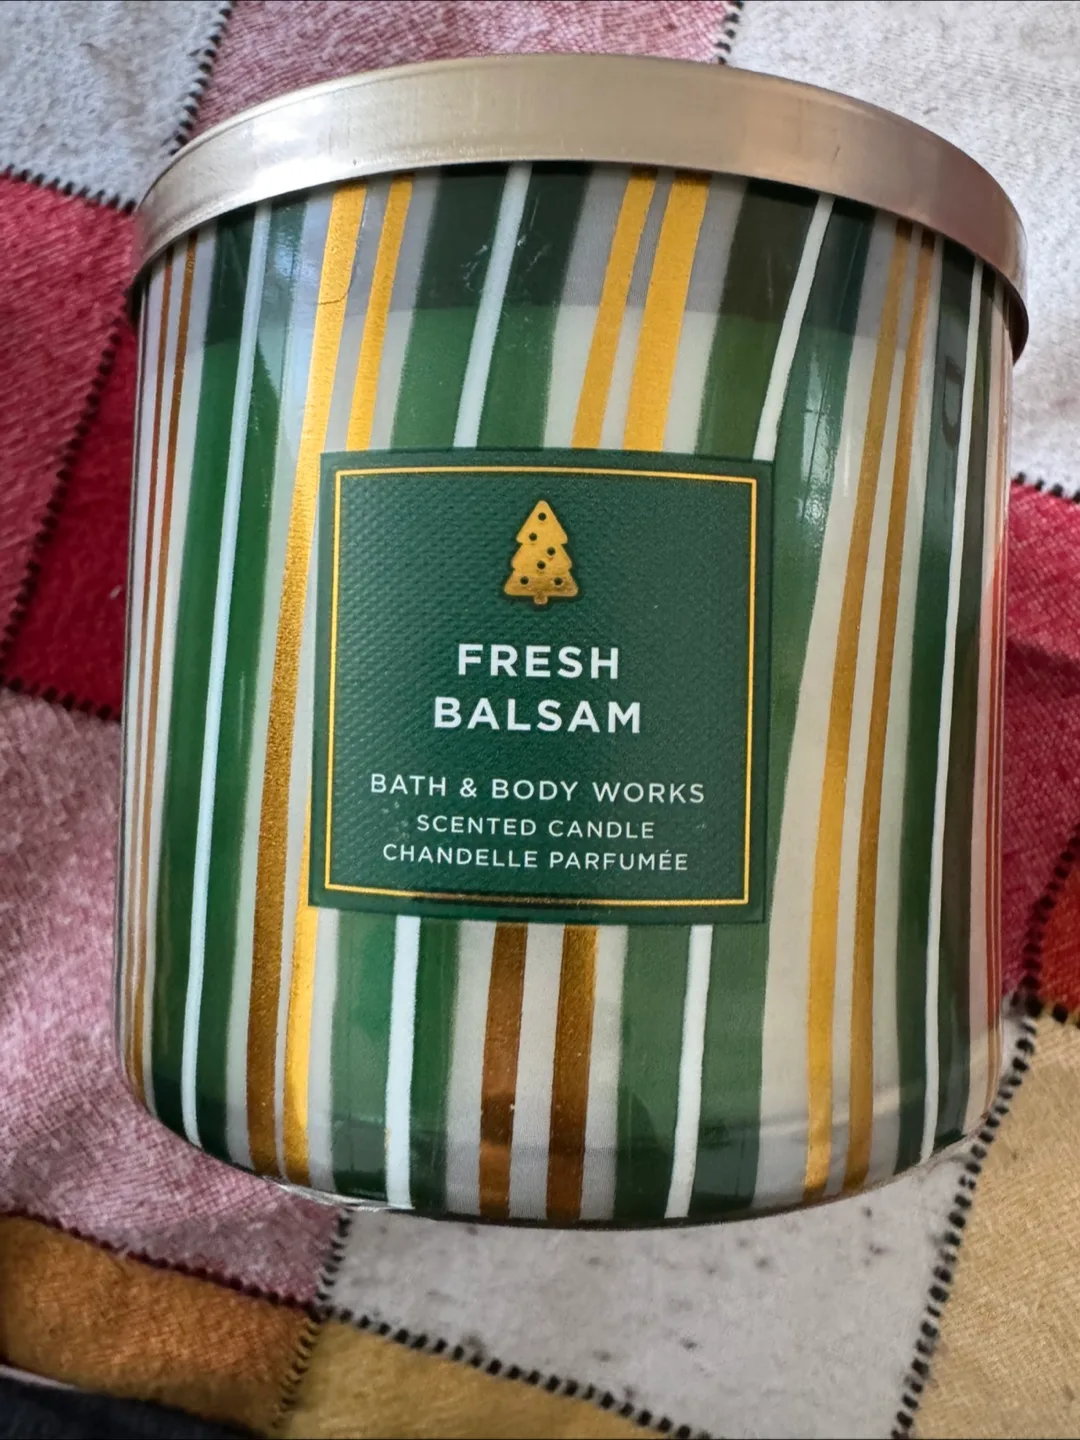 FRESH
BALSAM
BATH & BODY WORKS
SCENTED CANDLE
CHANDELLE PARFUMÉE